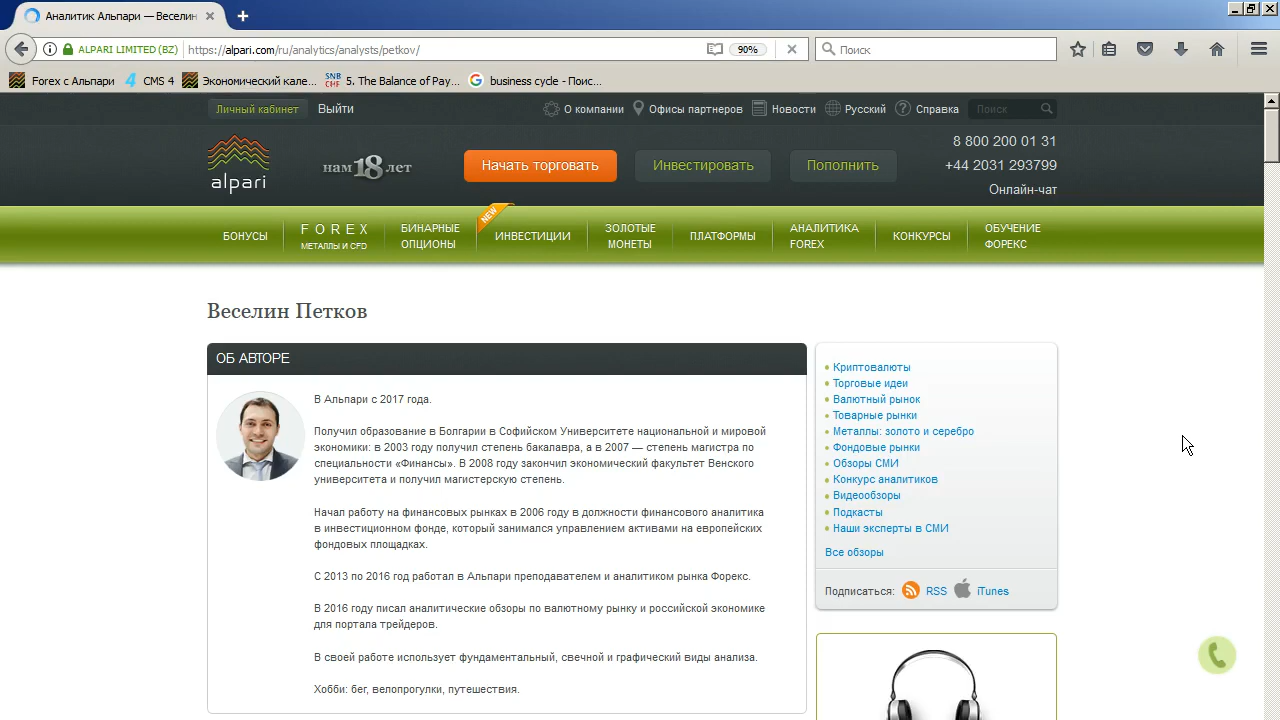 Аналитик Альпари — Веселин
ALPARI LIMITED (BZ)
https://alpari.com/ru/analytics/analysts/petkov/
90%
Поиск
Forex с Альпари
CMS 4
Экономический кале...
SNB CHF
5. The Balance of Pay...
business cycle - Поис...
Личный кабинет
Выйти
О компании
Офисы партнеров
Новости
Русский
Справка
Поиск
alpari
нам 18 лет
Начать торговать
Инвестировать
Пополнить
8 800 200 01 31
+44 2031 293799
Онлайн-чат
БОНУСЫ
FOREX
МЕТАЛЛЫ И CFD
БИНАРНЫЕ
ОПЦИОНЫ
NEW
ИНВЕСТИЦИИ
ЗОЛОТЫЕ
МОНЕТЫ
ПЛАТФОРМЫ
АНАЛИТИКА
FOREX
КОНКУРСЫ
ОБУЧЕНИЕ
ФОРЕКС
Веселин Петков
ОБ АВТОРЕ
В Альпари с 2017 года.
Получил образование в Болгарии в Софийском Университете национальной и мировой
экономики: в 2003 году получил степень бакалавра, а в 2007 — степень магистра по
специальности «Финансы». В 2008 году закончил экономический факультет Венского
университета и получил магистерскую степень.
Начал работу на финансовых рынках в 2006 году в должности финансового аналитика
в инвестиционном фонде, который занимался управлением активами на европейских
фондовых площадках.
С 2013 по 2016 год работал в Альпари преподавателем и аналитиком рынка Форекс.
В 2016 году писал аналитические обзоры по валютному рынку и российской экономике
для портала трейдеров.
В своей работе использует фундаментальный, свечной и графический виды анализа.
Хобби: бег, велопрогулки, путешествия.
Криптовалюты
Торговые идеи
Валютный рынок
Товарные рынки
Металлы: золото и серебро
Фондовые рынки
Обзоры СМИ
Конкурс аналитиков
Видеообзоры
Подкасты
Наши эксперты в СМИ
Все обзоры
Подписаться:
RSS
iTunes